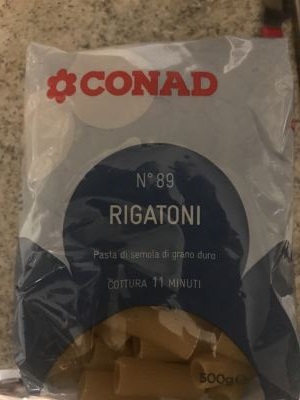 CONAD
N° 89
RIGATONI
Pasta di semola di grano duro
COTTURA 11 MINUTI
500g e